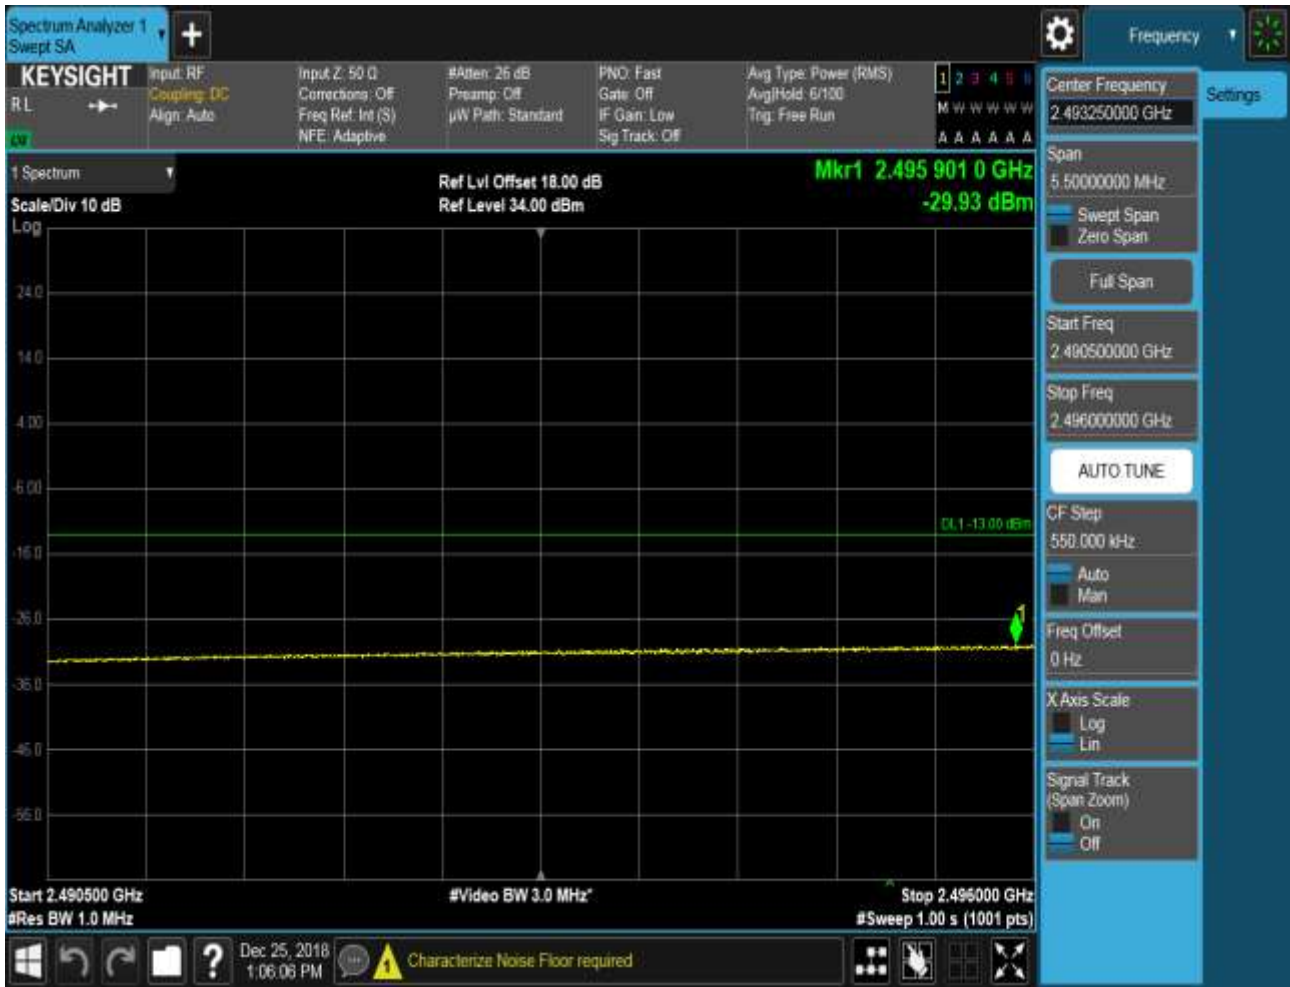 Spectrum Analyzer 1
Swept SA
+
Frequency
KEYSIGHT
RL
Input: RF
Coupling: DC
Align: Auto
Input Z: 50 Ω
Corrections: Off
Freq Ref: Int (S)
NFE: Adaptive
#Atten: 26 dB
Preamp: Off
µW Path: Standard
PNO: Fast
Gate: Off
IF Gain: Low
Sig Track: Off
Avg Type: Power (RMS)
Avg|Hold: 6/100
Trig: Free Run
1 2 3 4 5 6
M W W W W W
A A A A A A
1 Spectrum
Scale/Div 10 dB
Ref Lvl Offset 18.00 dB
Ref Level 34.00 dBm
Mkr1 2.495 901 0 GHz
-29.93 dBm
Log
24.0
14.0
4.00
-6.00
-16.0
-26.0
-36.0
-46.0
-56.0
DL1 -13.00 dBm
1
Start 2.490500 GHz
#Res BW 1.0 MHz
#Video BW 3.0 MHz*
Stop 2.496000 GHz
#Sweep 1.00 s (1001 pts)
Center Frequency
2.493250000 GHz
Settings
Span
5.50000000 MHz
Swept Span
Zero Span
Full Span
Start Freq
2.490500000 GHz
Stop Freq
2.496000000 GHz
AUTO TUNE
CF Step
550.000 kHz
Auto
Man
Freq Offset
0 Hz
X Axis Scale
Log
Lin
Signal Track
(Span Zoom)
On
Off
?
Dec 25, 2018
1:06:06 PM
1
Characterize Noise Floor required